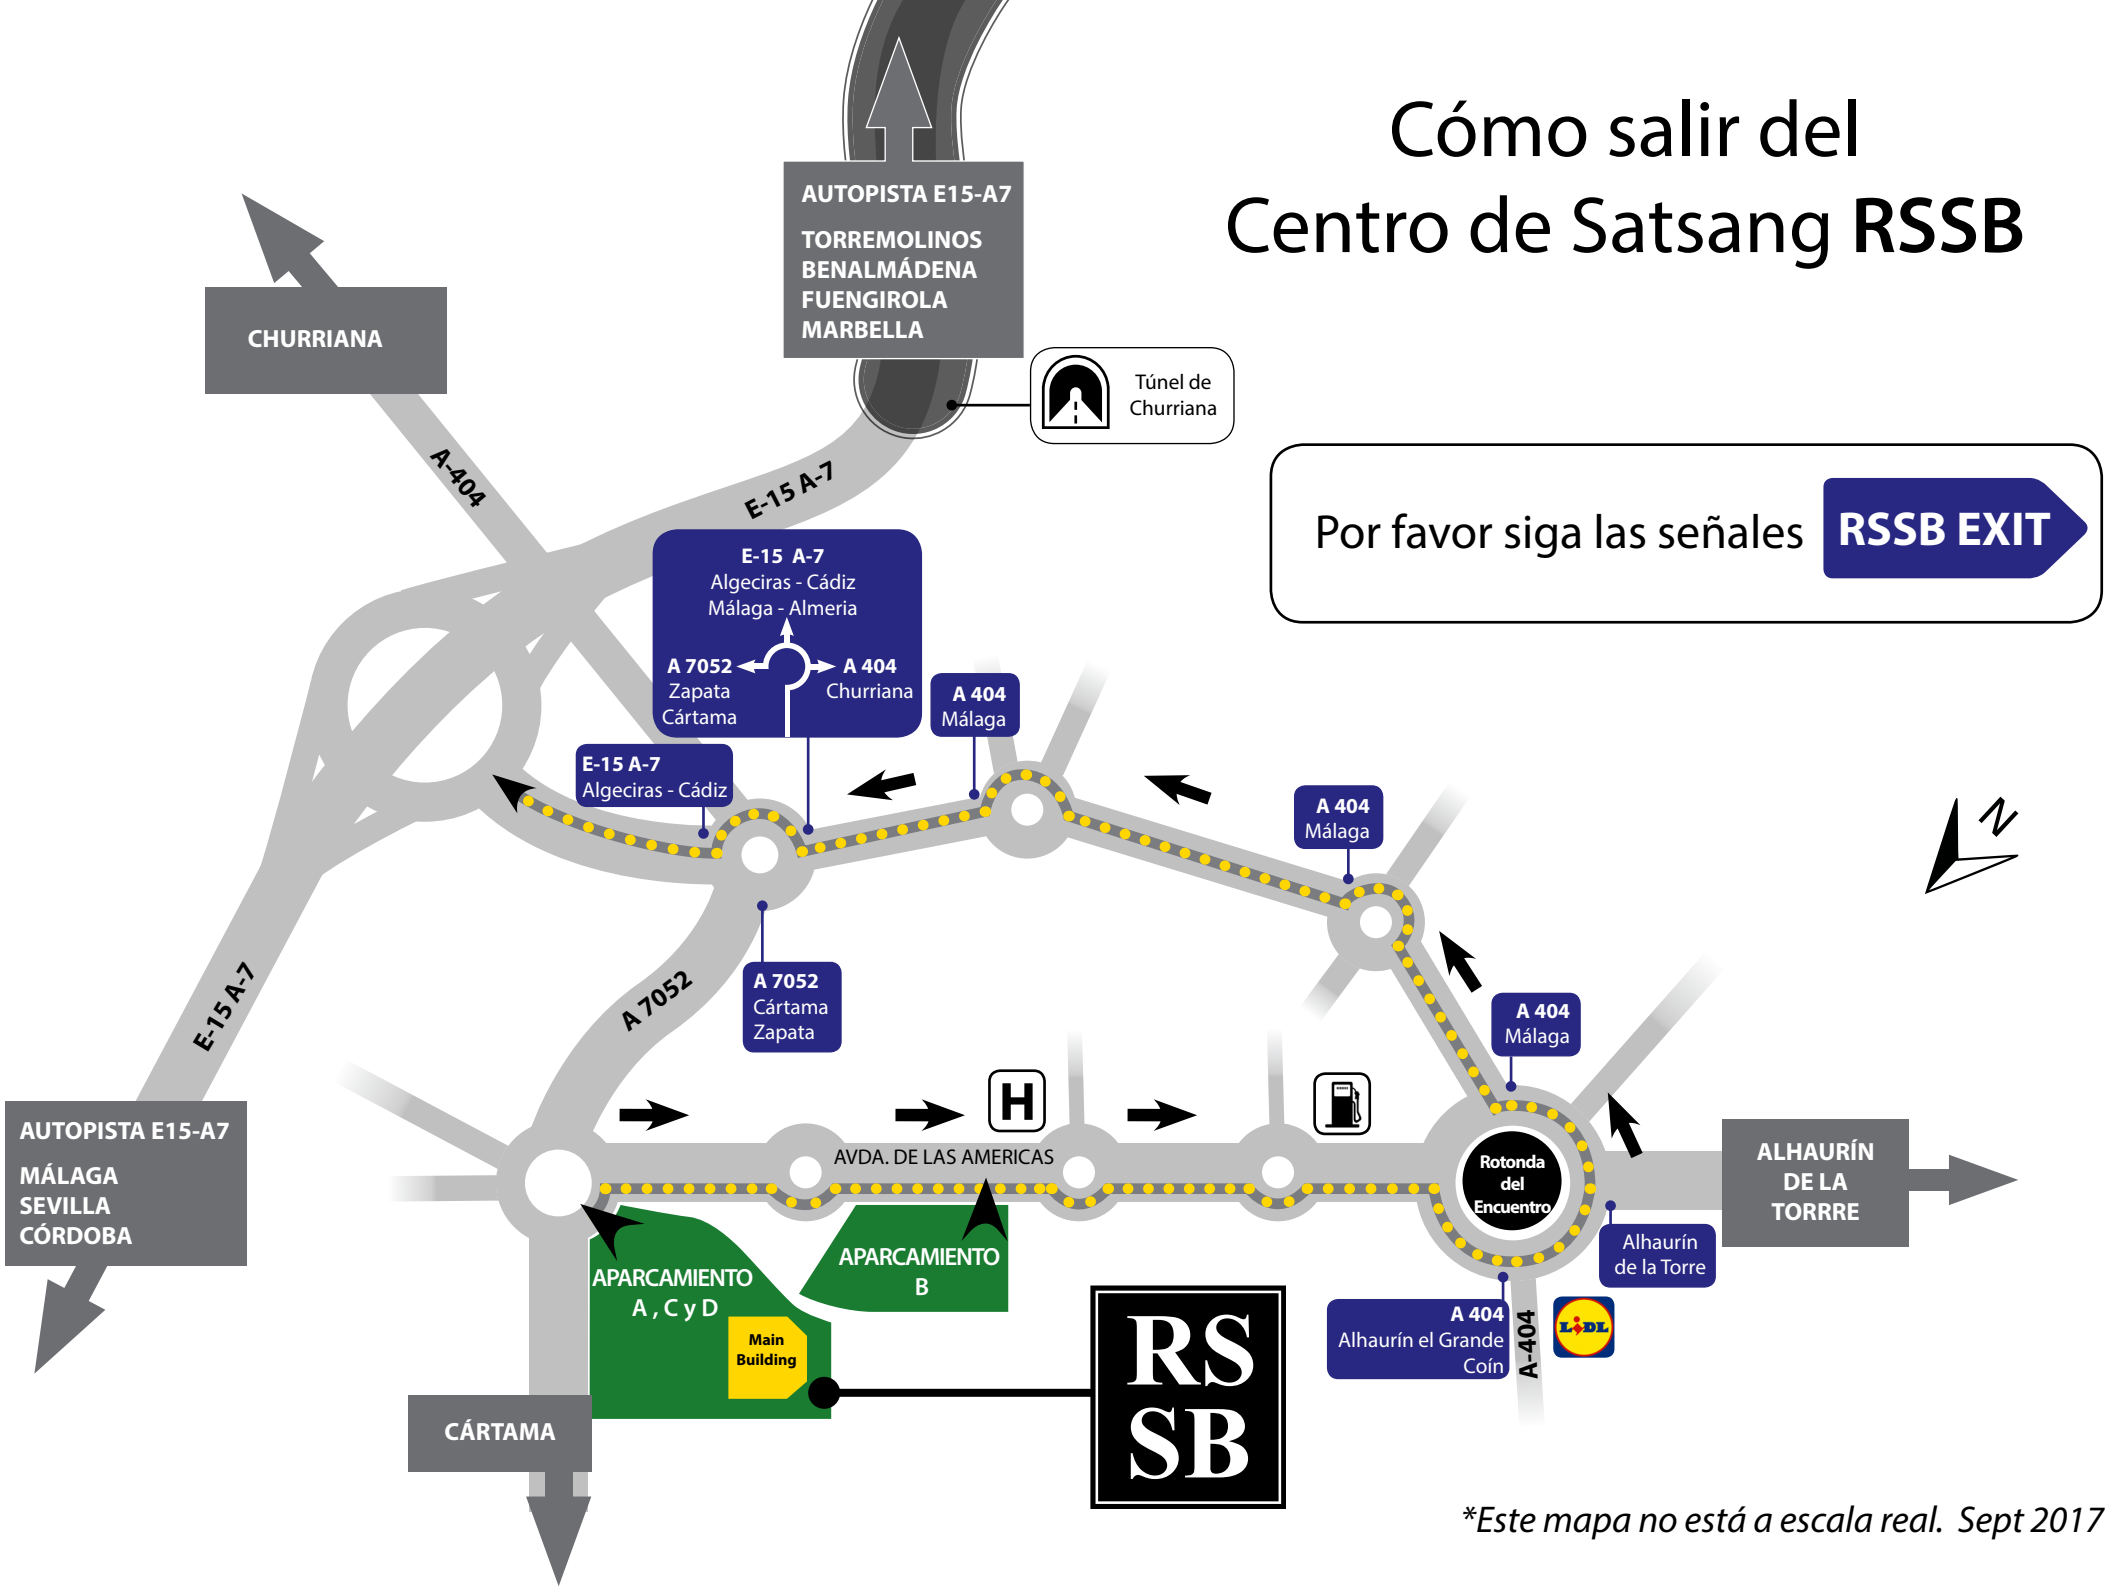 Cómo salir del
Centro de Satsang RSSB
AUTOPISTA E15-A7
TORREMOLINOS
BENALMÁDENA
FUENGIROLA
MARBELLA
CHURRIANA
Túnel de
Churriana
A-404
E-15 A-7
Por favor siga las señales
RSSB EXIT
E-15 A-7
Algeciras - Cádiz
Málaga - Almeria
A 7052
Zapata
Cártama
A 404
Churriana
A 404
Málaga
E-15 A-7
Algeciras - Cádiz
A 404
Málaga
N
A 7052
Cártama
Zapata
A 7052
E-15 A-7
A 404
Málaga
H
AUTOPISTA E15-A7
MÁLAGA
SEVILLA
CÓRDOBA
AVDA. DE LAS AMERICAS
Rotonda
del
Encuentro
ALHAURÍN
DE LA
TORRRE
Alhaurín
de la Torre
APARCAMIENTO
A , C y D
APARCAMIENTO
B
Main
Building
A 404
Alhaurín el Grande
Coín
A-404
LIDL
RS
SB
CÁRTAMA
*Este mapa no está a escala real. Sept 2017